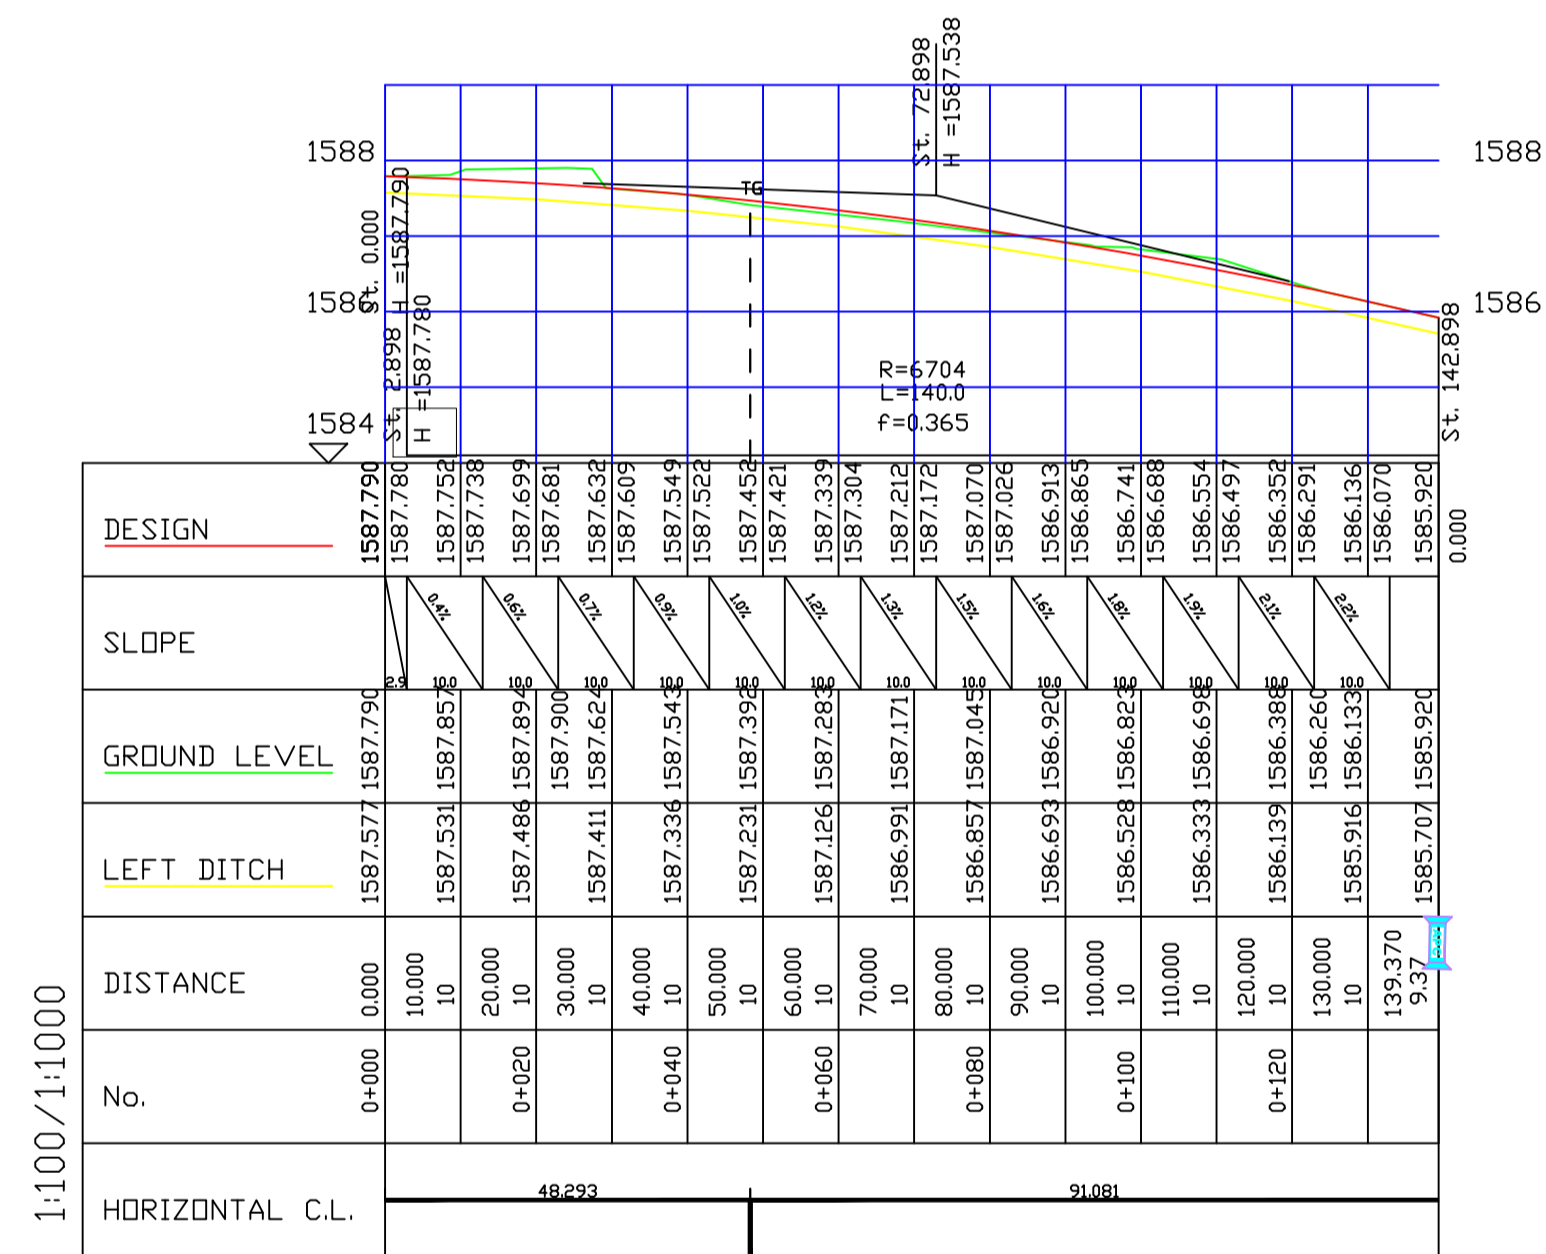 St. 72.898
H =1587.538
1588
1588
TG
St. 0.000
H =1587.790
1586
1586
St. 2.898
H =1587.780
R=6704
L=140.0
f=0.365
1584
St. 142.898
0.000
DESIGN
1587.790 1587.780 1587.752 1587.738 1587.699 1587.681 1587.632 1587.609 1587.549 1587.522 1587.452 1587.421 1587.339 1587.304 1587.212 1587.172 1587.070 1587.026 1586.913 1586.865 1586.741 1586.688 1586.554 1586.497 1586.352 1586.291 1586.136 1586.070 1585.920
SLOPE
0.4% 0.6% 0.7% 0.9% 1.0% 1.2% 1.3% 1.5% 1.6% 1.8% 1.9% 2.1% 2.2%
2.9 10.0 10.0 10.0 10.0 10.0 10.0 10.0 10.0 10.0 10.0 10.0 10.0 10.0
GROUND LEVEL
1587.790 1587.857 1587.894 1587.900 1587.624 1587.543 1587.392 1587.283 1587.171 1587.045 1586.920 1586.823 1586.698 1586.388 1586.260 1586.133 1585.920
LEFT DITCH
1587.577 1587.531 1587.486 1587.411 1587.336 1587.231 1587.126 1586.991 1586.857 1586.693 1586.528 1586.333 1586.139 1585.916 1585.707
DISTANCE
0.000 10.000 20.000 30.000 40.000 50.000 60.000 70.000 80.000 90.000 100.000 110.000 120.000 130.000 139.370
10 10 10 10 10 10 10 10 10 10 10 10 10 9.37
No.
0+000 0+020 0+040 0+060 0+080 0+100 0+120
HORIZONTAL C.L.
48.293
91.081
1:100/1:1000